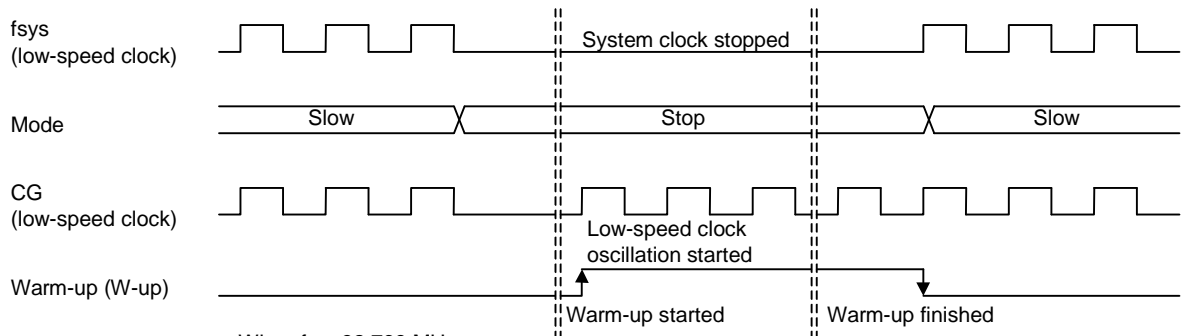 fsys
(low-speed clock)
System clock stopped
Mode
Slow
Stop
Slow
CG
(low-speed clock)
Low-speed clock
oscillation started
Warm-up (W-up)
Warm-up started
Warm-up finished